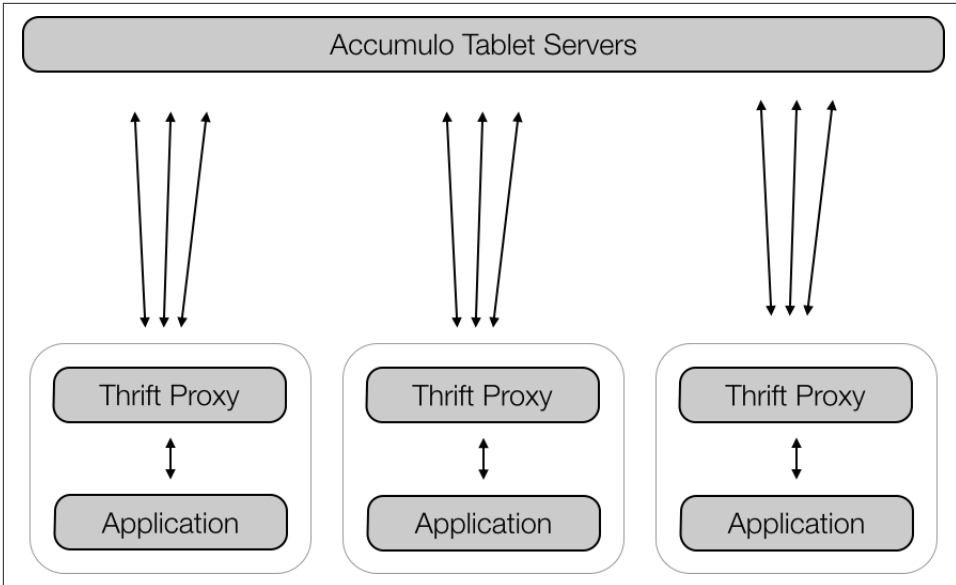 Accumulo Tablet Servers
Thrift Proxy
Thrift Proxy
Thrift Proxy
Application
Application
Application